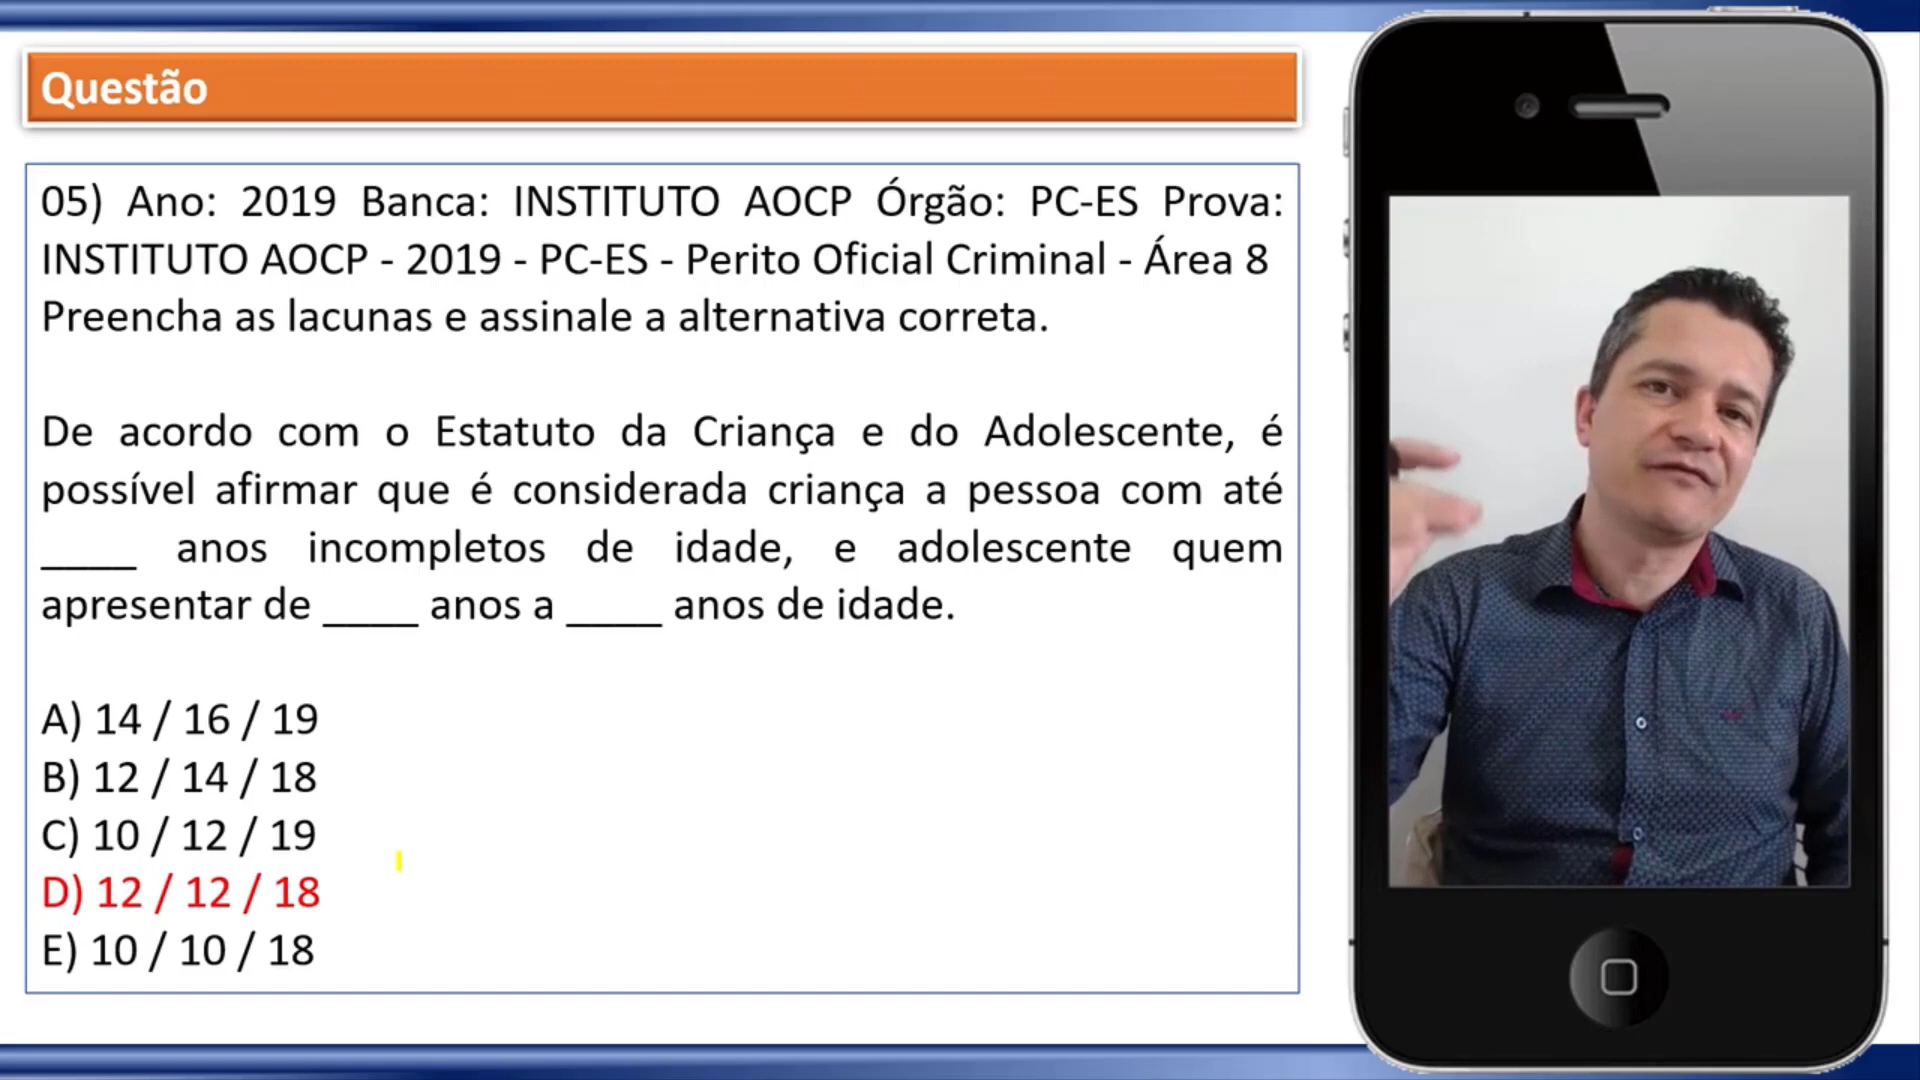 Questão
05) Ano: 2019 Banca: INSTITUTO AOCP Órgão: PC-ES Prova:
INSTITUTO AOCP - 2019 - PC-ES - Perito Oficial Criminal - Área 8
Preencha as lacunas e assinale a alternativa correta.
De acordo com o Estatuto da Criança e do Adolescente, é
possível afirmar que é considerada criança a pessoa com até
____ anos incompletos de idade, e adolescente quem
apresentar de ____ anos a ____ anos de idade.
A) 14 / 16 / 19
B) 12 / 14 / 18
C) 10 / 12 / 19
D) 12 / 12 / 18
E) 10 / 10 / 18